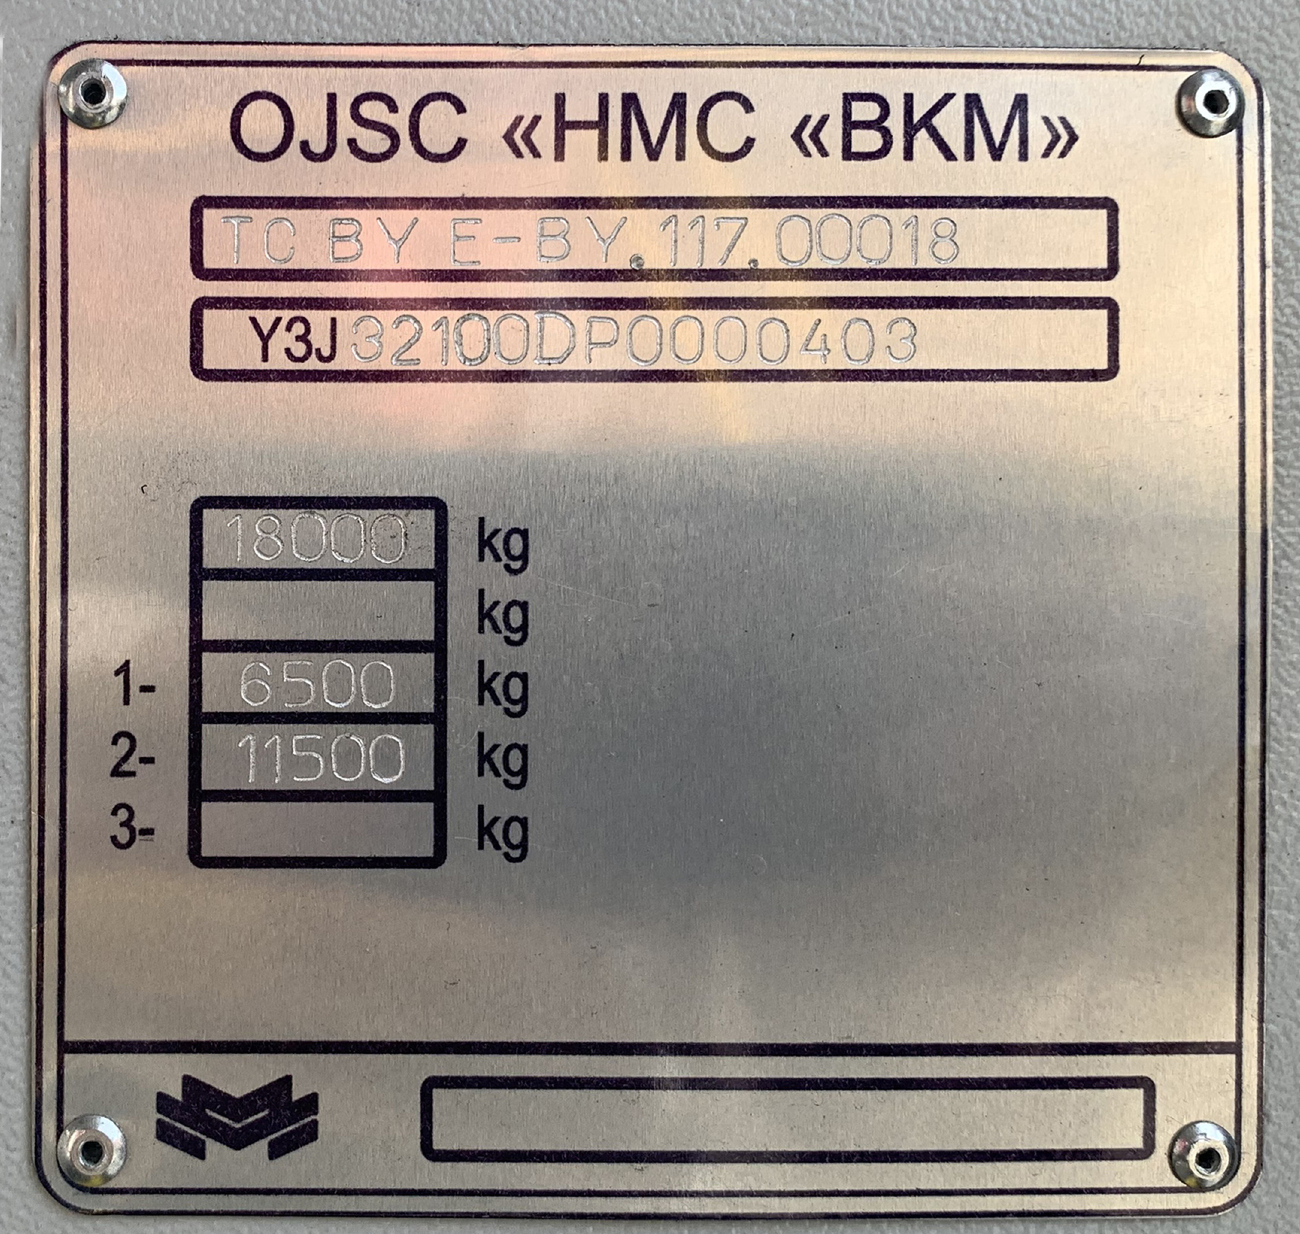 OJSC «HMC «BKM»
TC BY E-BY.117.00018
Y3J32100DP0000403
18000 kg
kg
1- 6500 kg
2- 11500 kg
3- kg